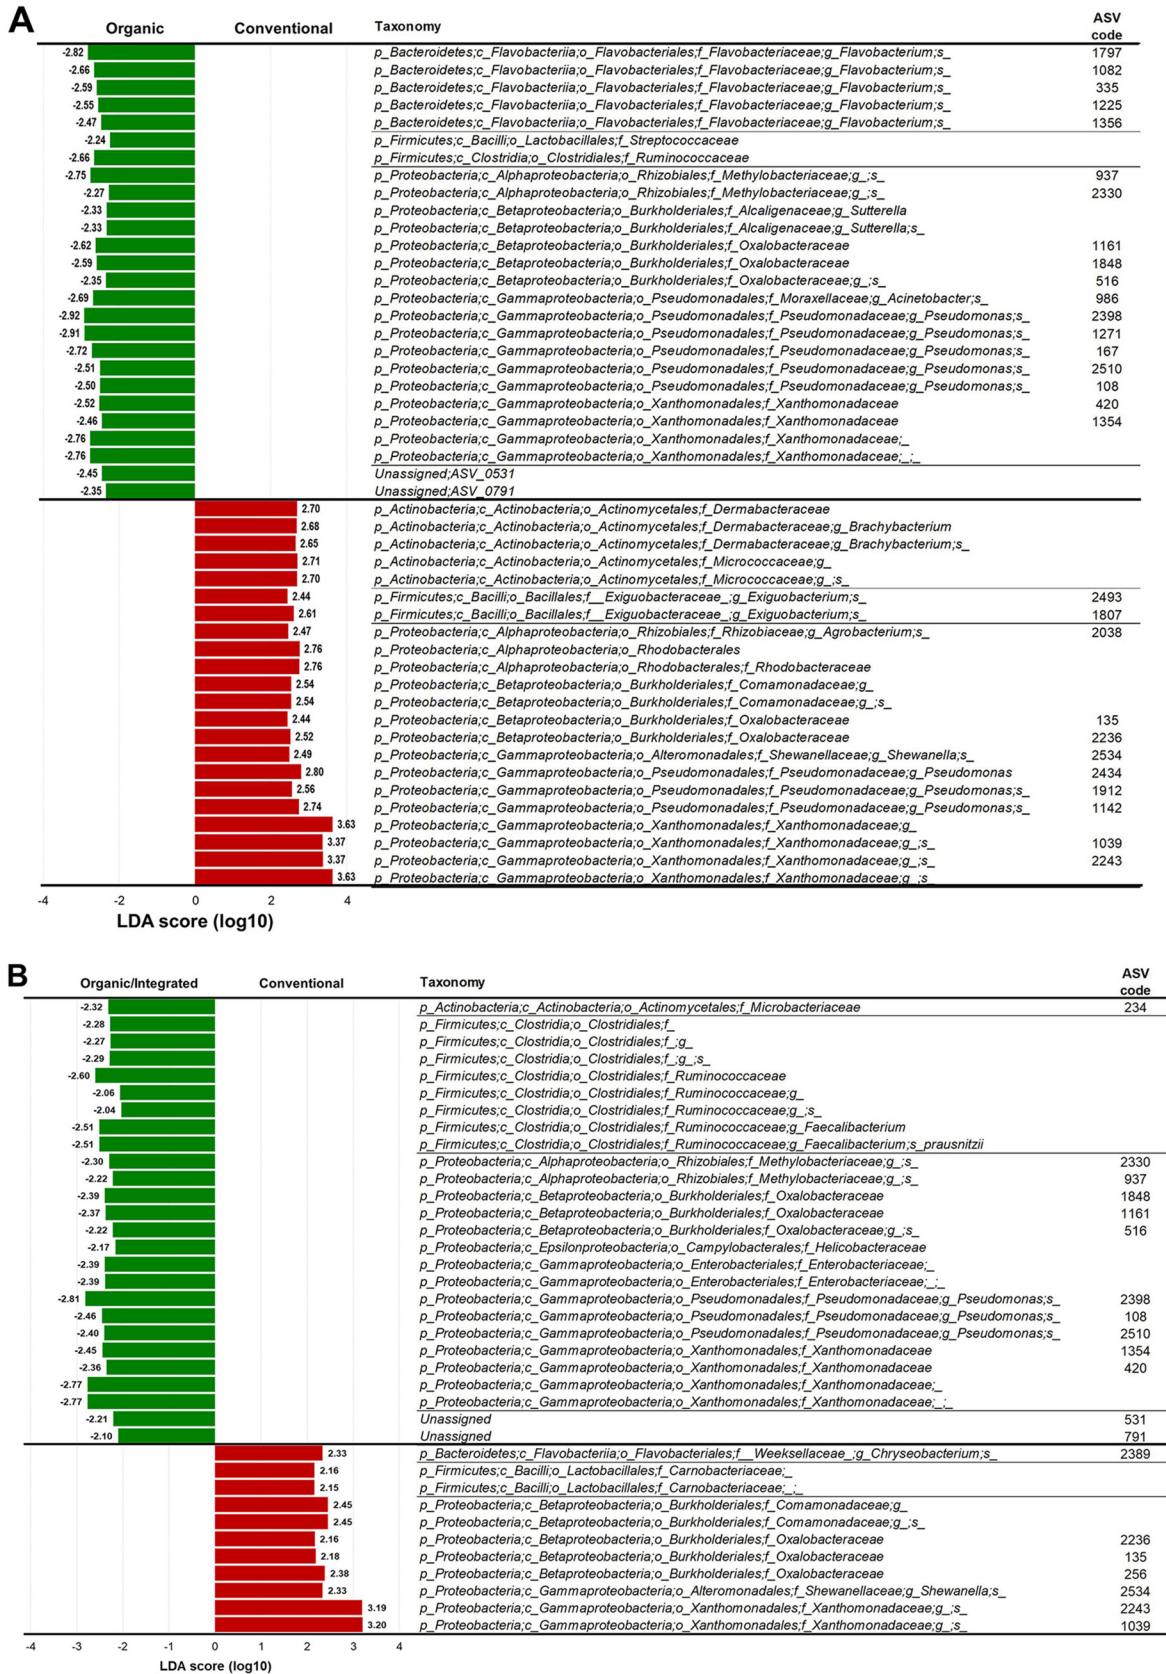 A
Organic Conventional Taxonomy ASV code
-2.82 p_Bacteroidetes;c_Flavobacteriia;o_Flavobacteriales;f_Flavobacteriaceae;g_Flavobacterium;s_ 1797
-2.66 p_Bacteroidetes;c_Flavobacteriia;o_Flavobacteriales;f_Flavobacteriaceae;g_Flavobacterium;s_ 1082
-2.59 p_Bacteroidetes;c_Flavobacteriia;o_Flavobacteriales;f_Flavobacteriaceae;g_Flavobacterium;s_ 335
-2.55 p_Bacteroidetes;c_Flavobacteriia;o_Flavobacteriales;f_Flavobacteriaceae;g_Flavobacterium;s_ 1225
-2.47 p_Bacteroidetes;c_Flavobacteriia;o_Flavobacteriales;f_Flavobacteriaceae;g_Flavobacterium;s_ 1356
-2.24 p_Firmicutes;c_Bacilli;o_Lactobacillales;f_Streptococcaceae
-2.66 p_Firmicutes;c_Clostridia;o_Clostridiales;f_Ruminococcaceae
-2.75 p_Proteobacteria;c_Alphaproteobacteria;o_Rhizobiales;f_Methylobacteriaceae;g_;s_ 937
-2.27 p_Proteobacteria;c_Alphaproteobacteria;o_Rhizobiales;f_Methylobacteriaceae;g_;s_ 2330
-2.33 p_Proteobacteria;c_Betaproteobacteria;o_Burkholderiales;f_Alcaligenaceae;g_Sutterella
-2.33 p_Proteobacteria;c_Betaproteobacteria;o_Burkholderiales;f_Alcaligenaceae;g_Sutterella;s_
-2.62 p_Proteobacteria;c_Betaproteobacteria;o_Burkholderiales;f_Oxalobacteraceae 1161
-2.59 p_Proteobacteria;c_Betaproteobacteria;o_Burkholderiales;f_Oxalobacteraceae 1848
-2.35 p_Proteobacteria;c_Betaproteobacteria;o_Burkholderiales;f_Oxalobacteraceae;g_;s_ 516
-2.69 p_Proteobacteria;c_Gammaproteobacteria;o_Pseudomonadales;f_Moraxellaceae;g_Acinetobacter;s_ 986
-2.92 p_Proteobacteria;c_Gammaproteobacteria;o_Pseudomonadales;f_Pseudomonadaceae;g_Pseudomonas;s_ 2398
-2.91 p_Proteobacteria;c_Gammaproteobacteria;o_Pseudomonadales;f_Pseudomonadaceae;g_Pseudomonas;s_ 1271
-2.72 p_Proteobacteria;c_Gammaproteobacteria;o_Pseudomonadales;f_Pseudomonadaceae;g_Pseudomonas;s_ 167
-2.51 p_Proteobacteria;c_Gammaproteobacteria;o_Pseudomonadales;f_Pseudomonadaceae;g_Pseudomonas;s_ 2510
-2.50 p_Proteobacteria;c_Gammaproteobacteria;o_Pseudomonadales;f_Pseudomonadaceae;g_Pseudomonas;s_ 108
-2.52 p_Proteobacteria;c_Gammaproteobacteria;o_Xanthomonadales;f_Xanthomonadaceae 420
-2.46 p_Proteobacteria;c_Gammaproteobacteria;o_Xanthomonadales;f_Xanthomonadaceae 1354
-2.76 p_Proteobacteria;c_Gammaproteobacteria;o_Xanthomonadales;f_Xanthomonadaceae;_
-2.76 p_Proteobacteria;c_Gammaproteobacteria;o_Xanthomonadales;f_Xanthomonadaceae;_;_
-2.45 Unassigned;ASV_0531
-2.35 Unassigned;ASV_0791
2.70 p_Actinobacteria;c_Actinobacteria;o_Actinomycetales;f_Dermabacteraceae
2.68 p_Actinobacteria;c_Actinobacteria;o_Actinomycetales;f_Dermabacteraceae;g_Brachybacterium
2.65 p_Actinobacteria;c_Actinobacteria;o_Actinomycetales;f_Dermabacteraceae;g_Brachybacterium;s_
2.71 p_Actinobacteria;c_Actinobacteria;o_Actinomycetales;f_Micrococcaceae;g_
2.70 p_Actinobacteria;c_Actinobacteria;o_Actinomycetales;f_Micrococcaceae;g_;s_
2.44 p_Firmicutes;c_Bacilli;o_Bacillales;f__Exiguobacteraceae_;g_Exiguobacterium;s_ 2493
2.61 p_Firmicutes;c_Bacilli;o_Bacillales;f__Exiguobacteraceae_;g_Exiguobacterium;s_ 1807
2.47 p_Proteobacteria;c_Alphaproteobacteria;o_Rhizobiales;f_Rhizobiaceae;g_Agrobacterium;s_ 2038
2.76 p_Proteobacteria;c_Alphaproteobacteria;o_Rhodobacterales
2.76 p_Proteobacteria;c_Alphaproteobacteria;o_Rhodobacterales;f_Rhodobacteraceae
2.54 p_Proteobacteria;c_Betaproteobacteria;o_Burkholderiales;f_Comamonadaceae;g_
2.54 p_Proteobacteria;c_Betaproteobacteria;o_Burkholderiales;f_Comamonadaceae;g_;s_
2.44 p_Proteobacteria;c_Betaproteobacteria;o_Burkholderiales;f_Oxalobacteraceae 135
2.52 p_Proteobacteria;c_Betaproteobacteria;o_Burkholderiales;f_Oxalobacteraceae 2236
2.49 p_Proteobacteria;c_Gammaproteobacteria;o_Alteromonadales;f_Shewanellaceae;g_Shewanella;s_ 2534
2.80 p_Proteobacteria;c_Gammaproteobacteria;o_Pseudomonadales;f_Pseudomonadaceae;g_Pseudomonas 2434
2.56 p_Proteobacteria;c_Gammaproteobacteria;o_Pseudomonadales;f_Pseudomonadaceae;g_Pseudomonas;s_ 1912
2.74 p_Proteobacteria;c_Gammaproteobacteria;o_Pseudomonadales;f_Pseudomonadaceae;g_Pseudomonas;s_ 1142
3.63 p_Proteobacteria;c_Gammaproteobacteria;o_Xanthomonadales;f_Xanthomonadaceae;g_
3.37 p_Proteobacteria;c_Gammaproteobacteria;o_Xanthomonadales;f_Xanthomonadaceae;g_;s_ 1039
3.37 p_Proteobacteria;c_Gammaproteobacteria;o_Xanthomonadales;f_Xanthomonadaceae;g_;s_ 2243
3.63 p_Proteobacteria;c_Gammaproteobacteria;o_Xanthomonadales;f_Xanthomonadaceae;g_;s_
-4 -2 0 2 4
LDA score (log10)
B
Organic/Integrated Conventional Taxonomy ASV code
-2.32 p_Actinobacteria;c_Actinobacteria;o_Actinomycetales;f_Microbacteriaceae 234
-2.28 p_Firmicutes;c_Clostridia;o_Clostridiales;f_
-2.27 p_Firmicutes;c_Clostridia;o_Clostridiales;f_;g_
-2.29 p_Firmicutes;c_Clostridia;o_Clostridiales;f_;g_;s_
-2.60 p_Firmicutes;c_Clostridia;o_Clostridiales;f_Ruminococcaceae
-2.06 p_Firmicutes;c_Clostridia;o_Clostridiales;f_Ruminococcaceae;g_
-2.04 p_Firmicutes;c_Clostridia;o_Clostridiales;f_Ruminococcaceae;g_;s_
-2.51 p_Firmicutes;c_Clostridia;o_Clostridiales;f_Ruminococcaceae;g_Faecalibacterium
-2.51 p_Firmicutes;c_Clostridia;o_Clostridiales;f_Ruminococcaceae;g_Faecalibacterium;s_prausnitzii
-2.30 p_Proteobacteria;c_Alphaproteobacteria;o_Rhizobiales;f_Methylobacteriaceae;g_;s_ 2330
-2.22 p_Proteobacteria;c_Alphaproteobacteria;o_Rhizobiales;f_Methylobacteriaceae;g_;s_ 937
-2.39 p_Proteobacteria;c_Betaproteobacteria;o_Burkholderiales;f_Oxalobacteraceae 1848
-2.37 p_Proteobacteria;c_Betaproteobacteria;o_Burkholderiales;f_Oxalobacteraceae 1161
-2.22 p_Proteobacteria;c_Betaproteobacteria;o_Burkholderiales;f_Oxalobacteraceae;g_;s_ 516
-2.17 p_Proteobacteria;c_Epsilonproteobacteria;o_Campylobacterales;f_Helicobacteraceae
-2.39 p_Proteobacteria;c_Gammaproteobacteria;o_Enterobacteriales;f_Enterobacteriaceae;_
-2.39 p_Proteobacteria;c_Gammaproteobacteria;o_Enterobacteriales;f_Enterobacteriaceae;_;_
-2.81 p_Proteobacteria;c_Gammaproteobacteria;o_Pseudomonadales;f_Pseudomonadaceae;g_Pseudomonas;s_ 2398
-2.46 p_Proteobacteria;c_Gammaproteobacteria;o_Pseudomonadales;f_Pseudomonadaceae;g_Pseudomonas;s_ 108
-2.40 p_Proteobacteria;c_Gammaproteobacteria;o_Pseudomonadales;f_Pseudomonadaceae;g_Pseudomonas;s_ 2510
-2.45 p_Proteobacteria;c_Gammaproteobacteria;o_Xanthomonadales;f_Xanthomonadaceae 1354
-2.36 p_Proteobacteria;c_Gammaproteobacteria;o_Xanthomonadales;f_Xanthomonadaceae 420
-2.77 p_Proteobacteria;c_Gammaproteobacteria;o_Xanthomonadales;f_Xanthomonadaceae;_
-2.77 p_Proteobacteria;c_Gammaproteobacteria;o_Xanthomonadales;f_Xanthomonadaceae;_;_
-2.21 Unassigned 531
-2.10 Unassigned 791
2.33 p_Bacteroidetes;c_Flavobacteriia;o_Flavobacteriales;f__Weeksellaceae_;g_Chryseobacterium;s_ 2389
2.16 p_Firmicutes;c_Bacilli;o_Lactobacillales;f_Carnobacteriaceae;_
2.15 p_Firmicutes;c_Bacilli;o_Lactobacillales;f_Carnobacteriaceae;_;_
2.45 p_Proteobacteria;c_Betaproteobacteria;o_Burkholderiales;f_Comamonadaceae;g_
2.45 p_Proteobacteria;c_Betaproteobacteria;o_Burkholderiales;f_Comamonadaceae;g_;s_
2.16 p_Proteobacteria;c_Betaproteobacteria;o_Burkholderiales;f_Oxalobacteraceae 2236
2.18 p_Proteobacteria;c_Betaproteobacteria;o_Burkholderiales;f_Oxalobacteraceae 135
2.38 p_Proteobacteria;c_Betaproteobacteria;o_Burkholderiales;f_Oxalobacteraceae 256
2.33 p_Proteobacteria;c_Gammaproteobacteria;o_Alteromonadales;f_Shewanellaceae;g_Shewanella;s_ 2534
3.19 p_Proteobacteria;c_Gammaproteobacteria;o_Xanthomonadales;f_Xanthomonadaceae;g_;s_ 2243
3.20 p_Proteobacteria;c_Gammaproteobacteria;o_Xanthomonadales;f_Xanthomonadaceae;g_;s_ 1039
-4 -3 -2 -1 0 1 2 3 4
LDA score (log10)